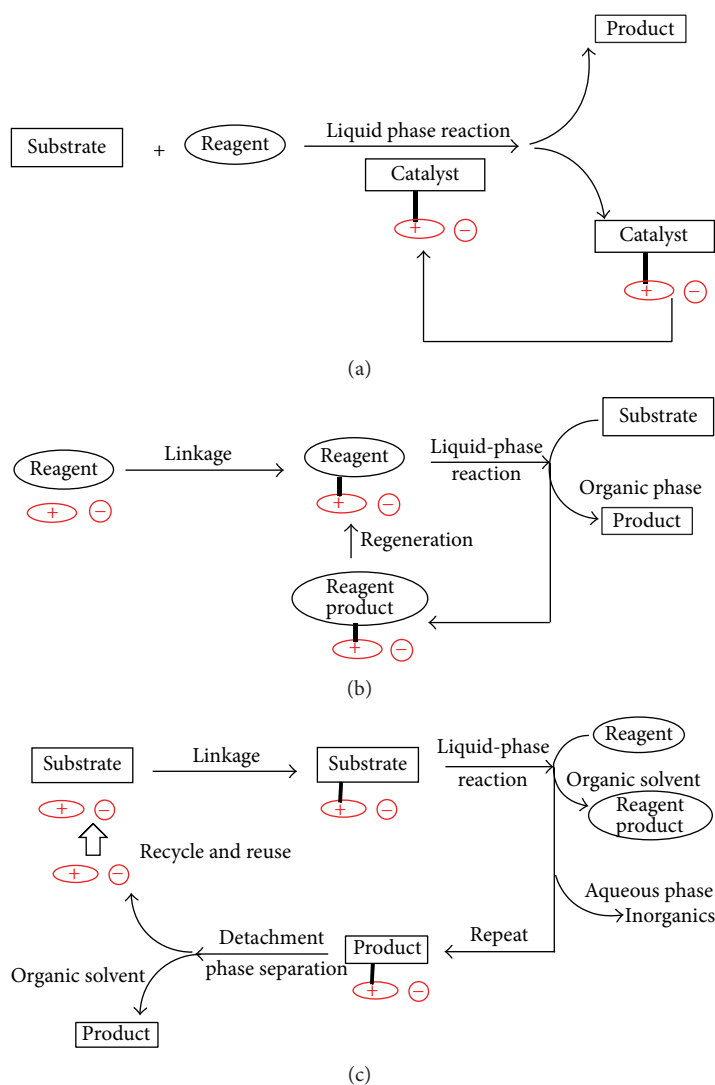 Product
Substrate
+
Reagent
Liquid phase reaction
Catalyst
+
−
Catalyst
+
−
(a)
Reagent
+
−
Linkage
Reagent
+
−
Liquid-phase
reaction
Substrate
Organic phase
Product
Regeneration
Reagent
product
+
−
(b)
Substrate
+
−
Linkage
Substrate
+
−
Liquid-phase
reaction
Reagent
Organic solvent
Reagent
product
+
−
Recycle and reuse
Aqueous phase
Inorganics
Repeat
Product
+
−
Detachment
phase separation
Organic solvent
Product
(c)